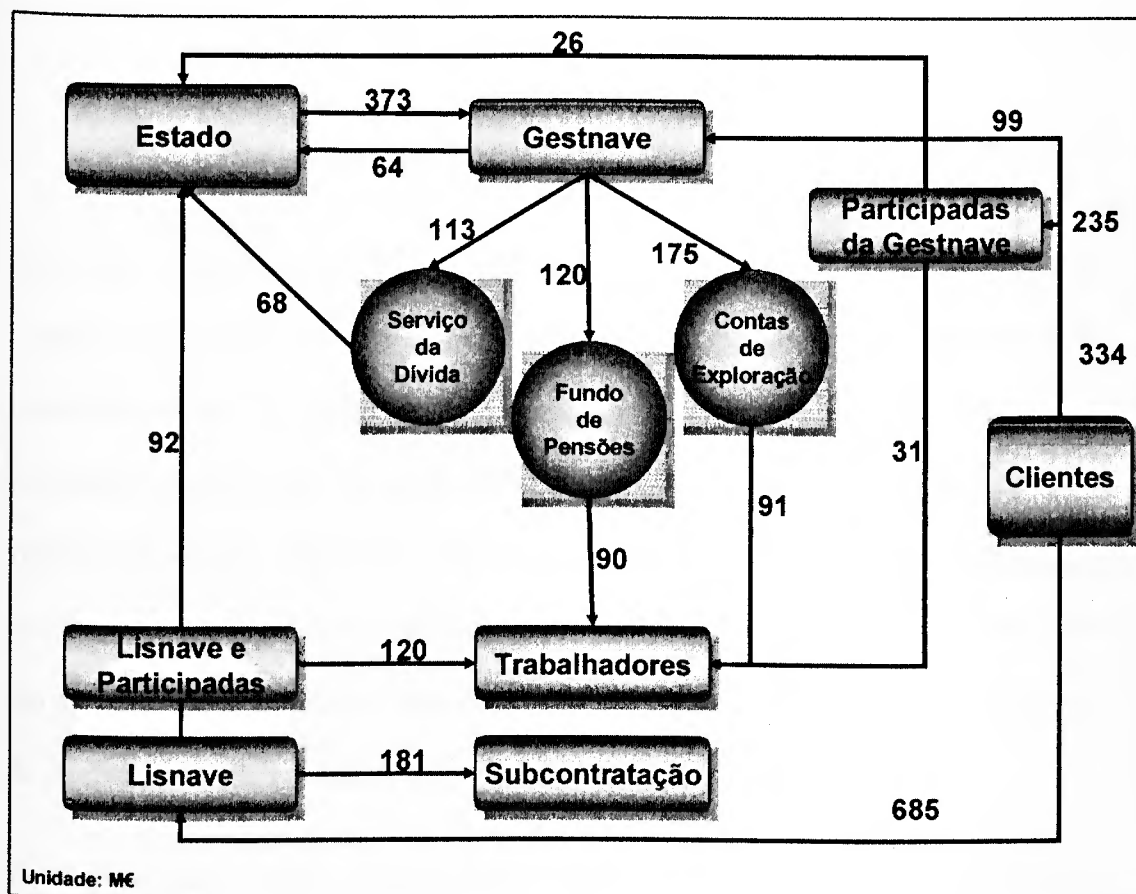 26
Estado
373
64
Gestnave
99
Participadas
da Gestnave
235
113
120
175
68
Serviço
da
Dívida
Contas
de
Exploração
334
Fundo
de
Pensões
92
31
Clientes
91
90
Lisnave e
Participadas
120
Trabalhadores
Lisnave
181
Subcontratação
685
Unidade: M€